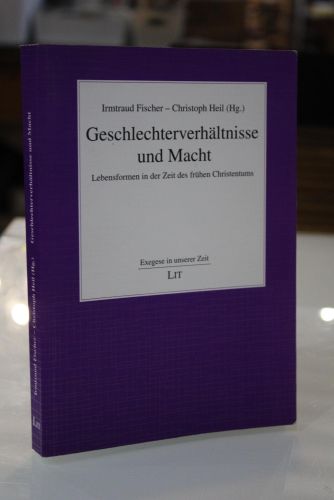 Irmtraud Fischer – Christoph Heil (Hg.)
Geschlechterverhältnisse
und Macht
Lebensformen in der Zeit des frühen Christentums
Exegese in unserer Zeit
LIT
Irmtraud Fischer – Christoph Heil (Hg.) Geschlechterverhältnisse und Macht
LIT